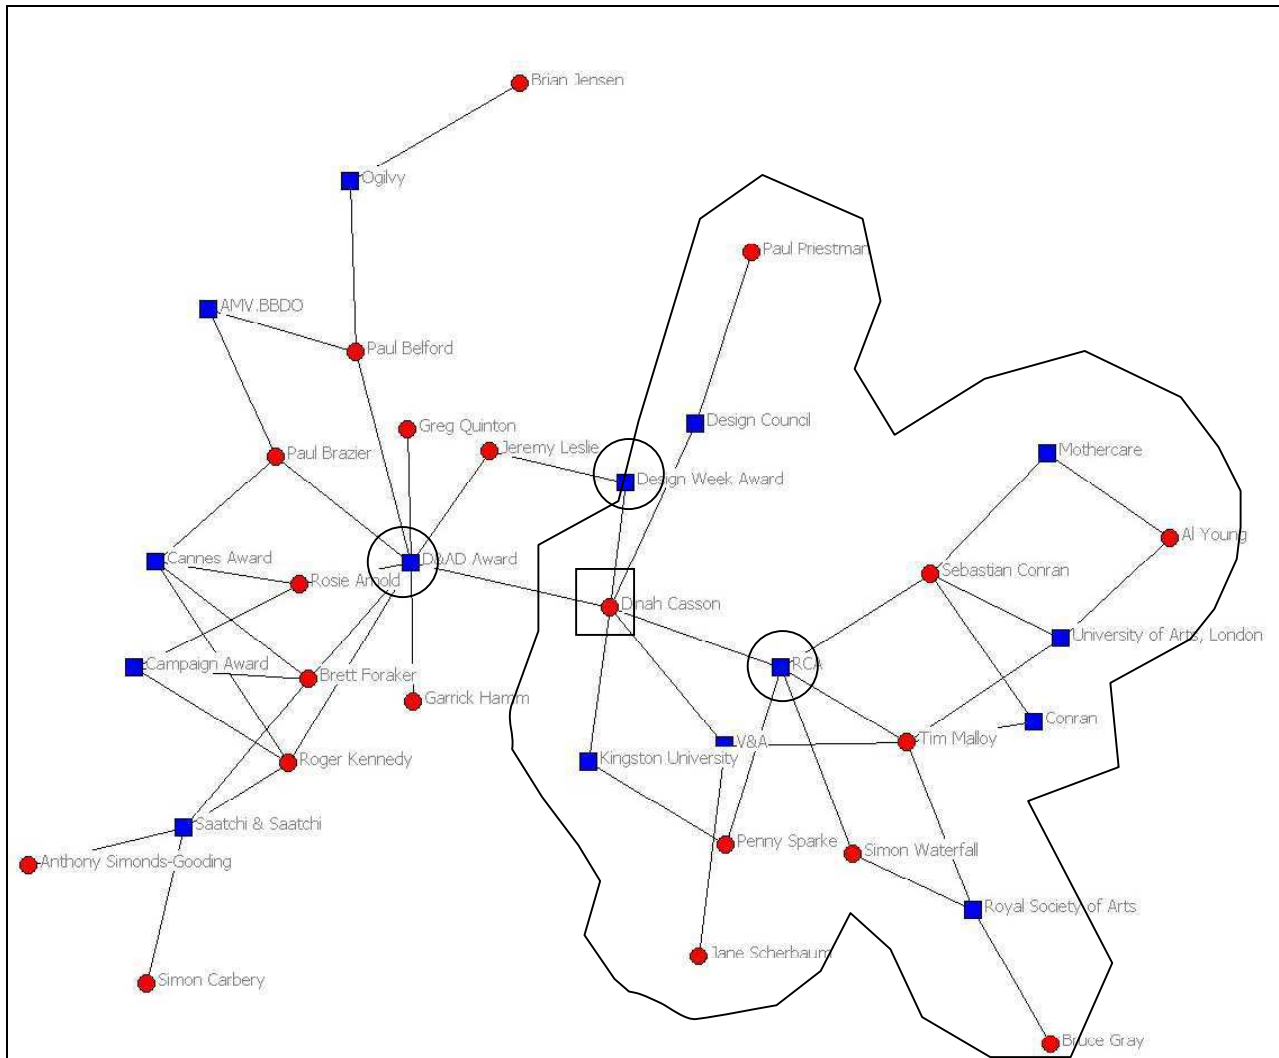 Brian Jensen
Ogilvy
Paul Priestman
AMV.BBDO
Paul Belford
Design Council
Greg Quinton
Jeremy Leslie
Paul Brazier
Mothercare
Design Week Award
Al Young
Cannes Award
D&AD Award
Sebastian Conran
Rosie Arnold
Dinah Casson
University of Arts, London
Campaign Award
RCA
Brett Foraker
Garrick Hamm
Conran
V&A
Tim Malloy
Roger Kennedy
Kingston University
Saatchi & Saatchi
Penny Sparke
Simon Waterfall
Anthony Simonds-Gooding
Royal Society of Arts
Jane Scherbaum
Simon Carbery
Bruce Gray